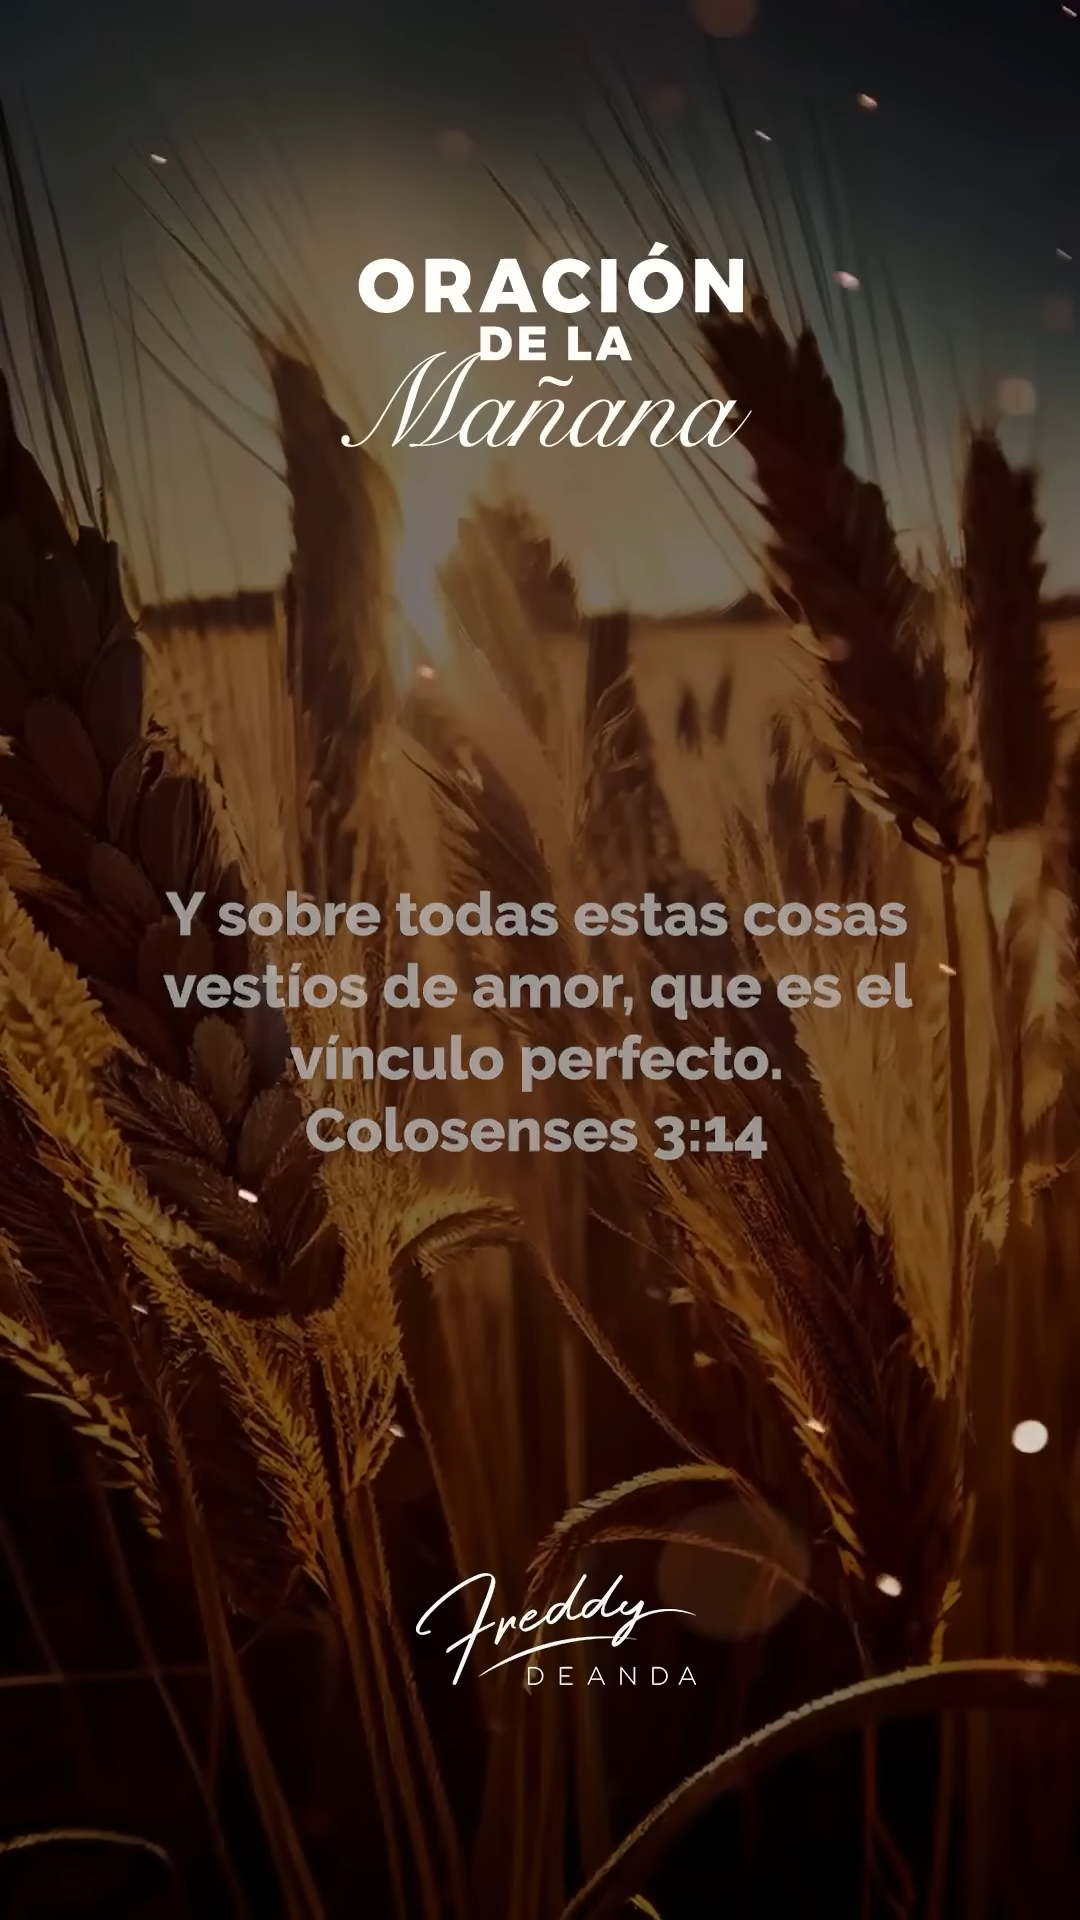 ORACIÓN
DE LA
Mañana
Y sobre todas estas cosas
vestíos de amor, que es el
vínculo perfecto.
Colosenses 3:14
Freddy
DEANDA